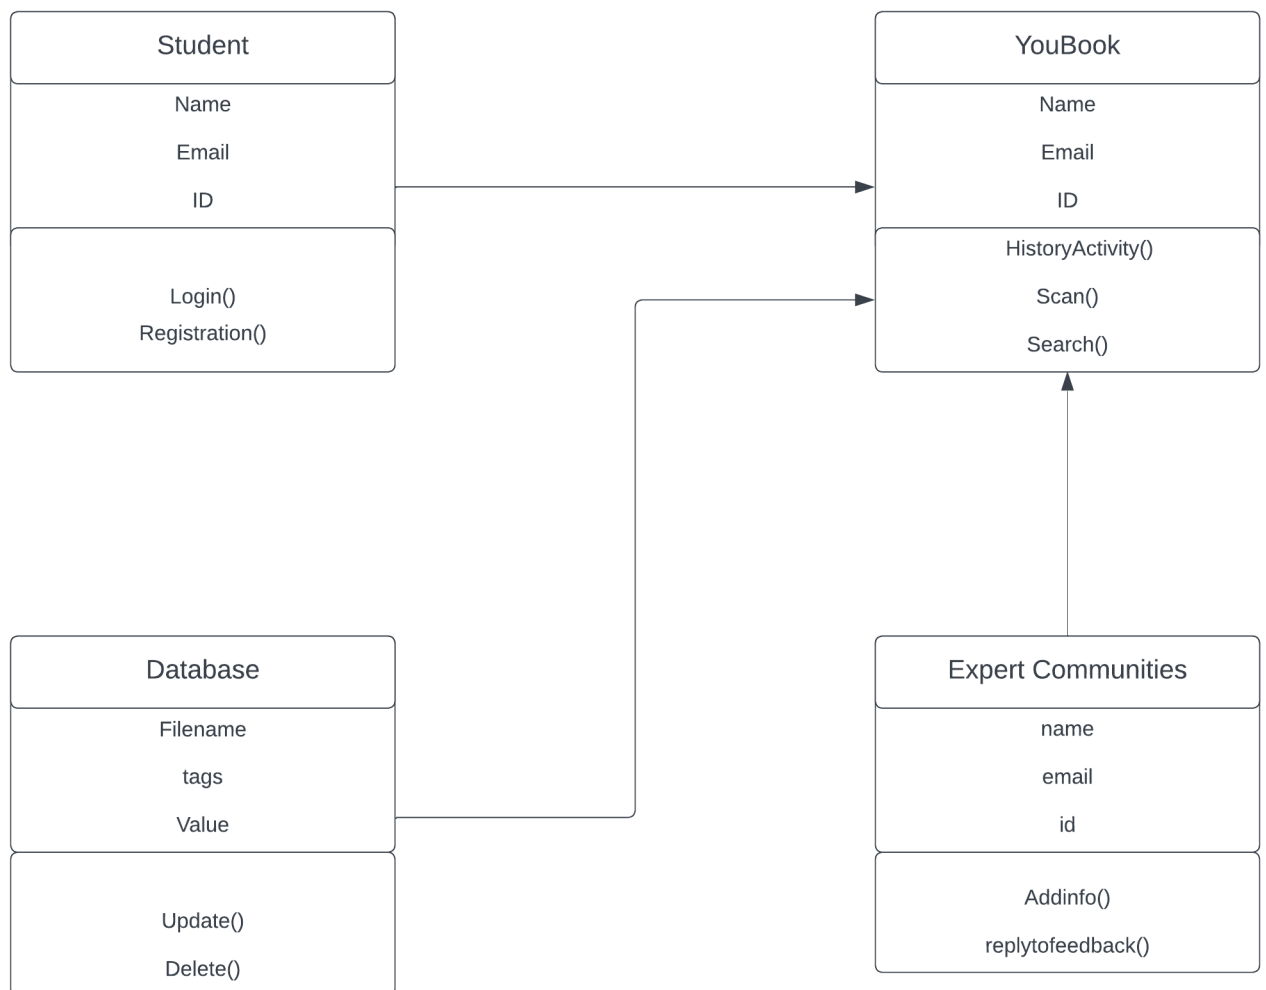 Student
Name
Email
ID
Login()
Registration()
YouBook
Name
Email
ID
HistoryActivity()
Scan()
Search()
Database
Filename
tags
Value
Update()
Delete()
Expert Communities
name
email
id
Addinfo()
replytofeedback()